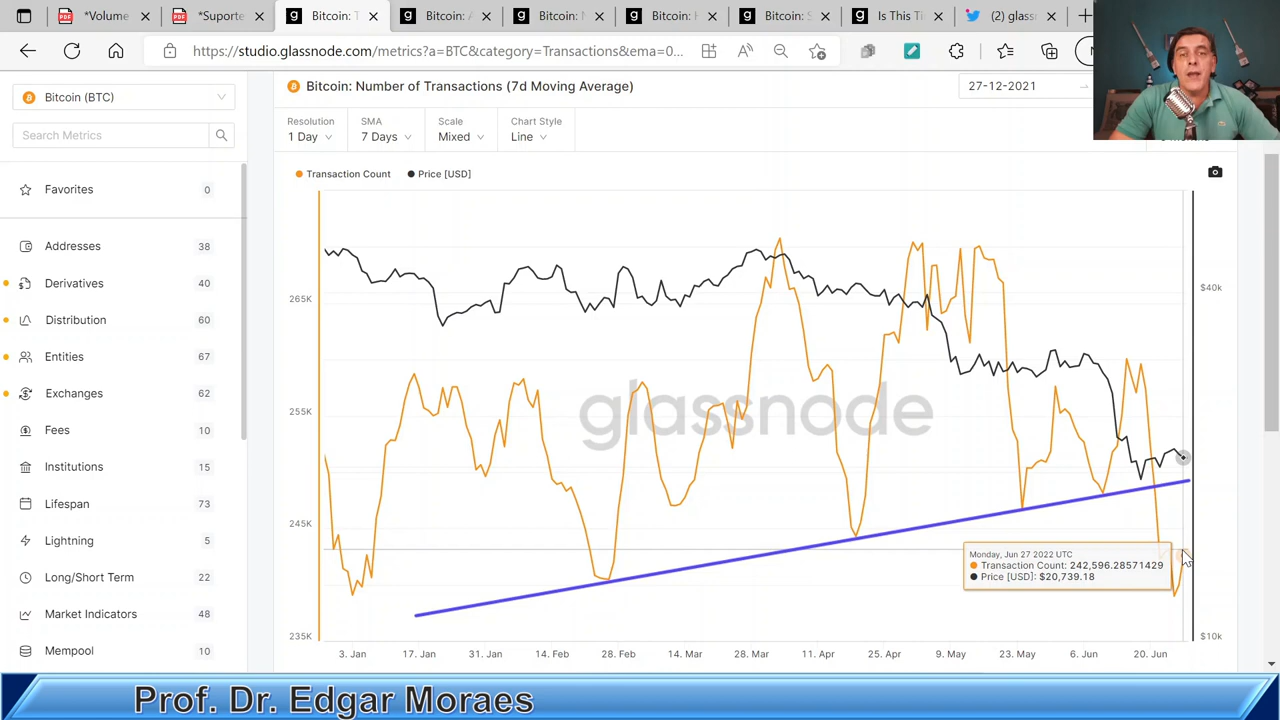 *Volume
*Suporte
Bitcoin: T
Bitcoin: A
Bitcoin: N
Bitcoin: H
Bitcoin: S
Is This Ti
(2) glass
https://studio.glassnode.com/metrics?a=BTC&category=Transactions&ema=0...
Bitcoin (BTC)
Search Metrics
Favorites 0
Addresses 38
Derivatives 40
Distribution 60
Entities 67
Exchanges 62
Fees 10
Institutions 15
Lifespan 73
Lightning 5
Long/Short Term 22
Market Indicators 48
Mempool 10
Bitcoin: Number of Transactions (7d Moving Average)
27-12-2021 →
Resolution SMA Scale Chart Style
1 Day 7 Days Mixed Line
Transaction Count Price [USD]
265K
255K
245K
235K
$40k
$10k
glassnode
Monday, Jun 27 2022 UTC
Transaction Count: 242,596.28571429
Price [USD]: $20,739.18
3. Jan 17. Jan 31. Jan 14. Feb 28. Feb 14. Mar 28. Mar 11. Apr 25. Apr 9. May 23. May 6. Jun 20. Jun
Prof. Dr. Edgar Moraes